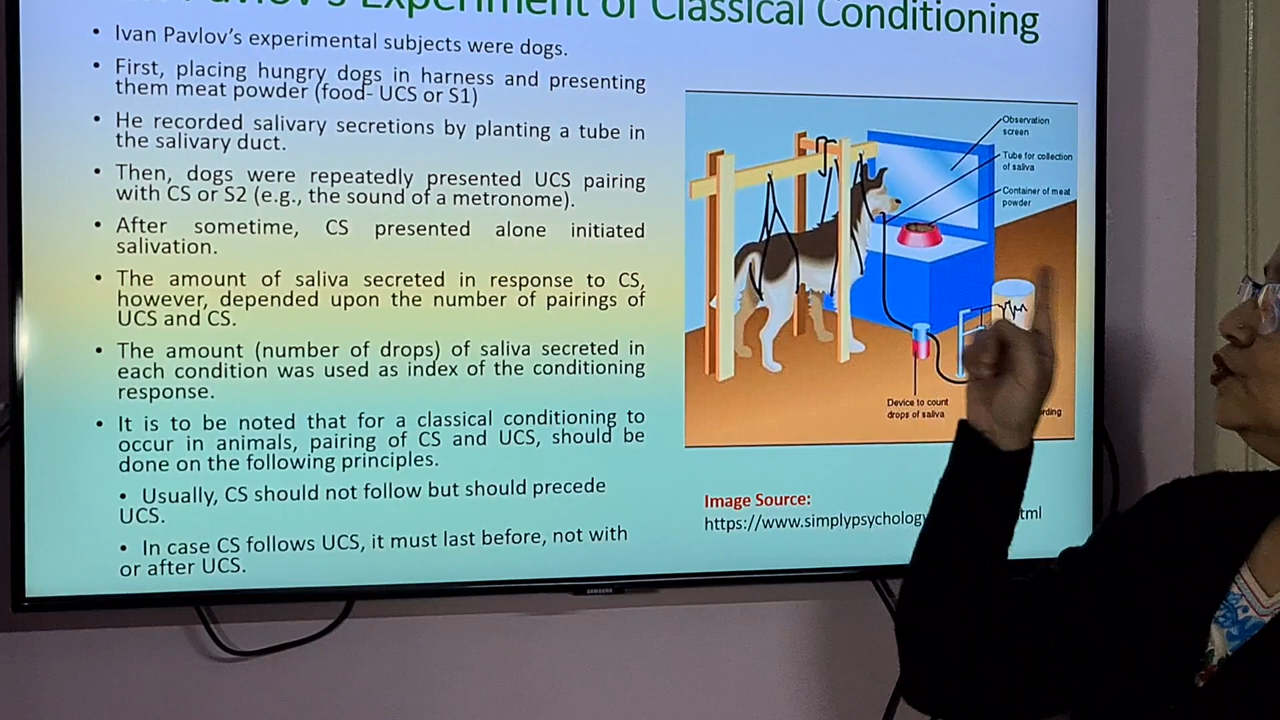 Pavlov's Experiment of Classical Conditioning
• Ivan Pavlov's experimental subjects were dogs.
• First, placing hungry dogs in harness and presenting
them meat powder (food- UCS or S1)
• He recorded salivary secretions by planting a tube in
the salivary duct.
• Then, dogs were repeatedly presented UCS pairing
with CS or S2 (e.g., the sound of a metronome).
• After sometime, CS presented alone initiated
salivation.
• The amount of saliva secreted in response to CS,
however, depended upon the number of pairings of
UCS and CS.
• The amount (number of drops) of saliva secreted in
each condition was used as index of the conditioning
response.
• It is to be noted that for a classical conditioning to
occur in animals, pairing of CS and UCS, should be
done on the following principles.
• Usually, CS should not follow but should precede
UCS.
• In case CS follows UCS, it must last before, not with
or after UCS.
Observation
screen
Tube for collection
of saliva
Container of meat
powder
Device to count
drops of saliva
Image Source:
https://www.simplypsychology
SAMSUNG